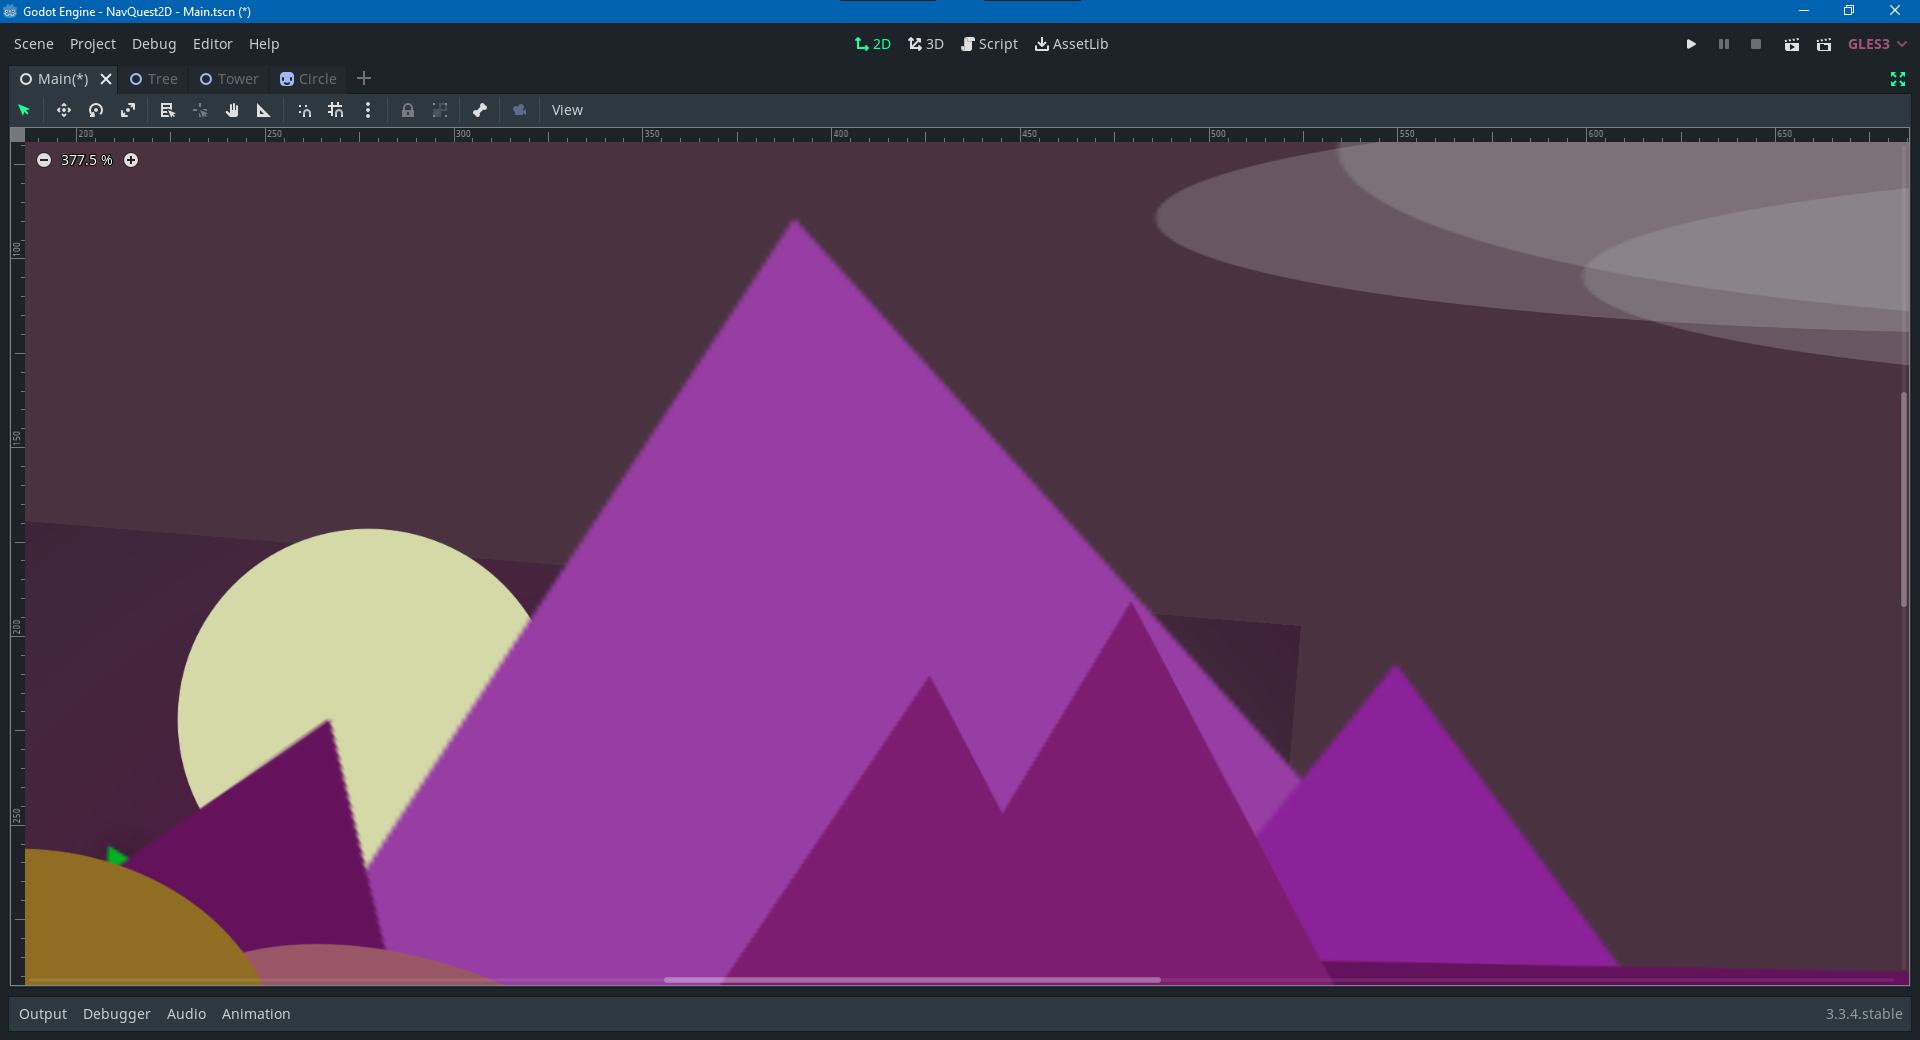 Godot Engine - NavQuest2D - Main.tscn (*)
Scene Project Debug Editor Help 2D 3D Script AssetLib GLES3
Main(*) Tree Tower Circle
View
200 250 300 350 400 450 500 550 600 650
377.5 %
100
150
200
250
Output Debugger Audio Animation 3.3.4.stable